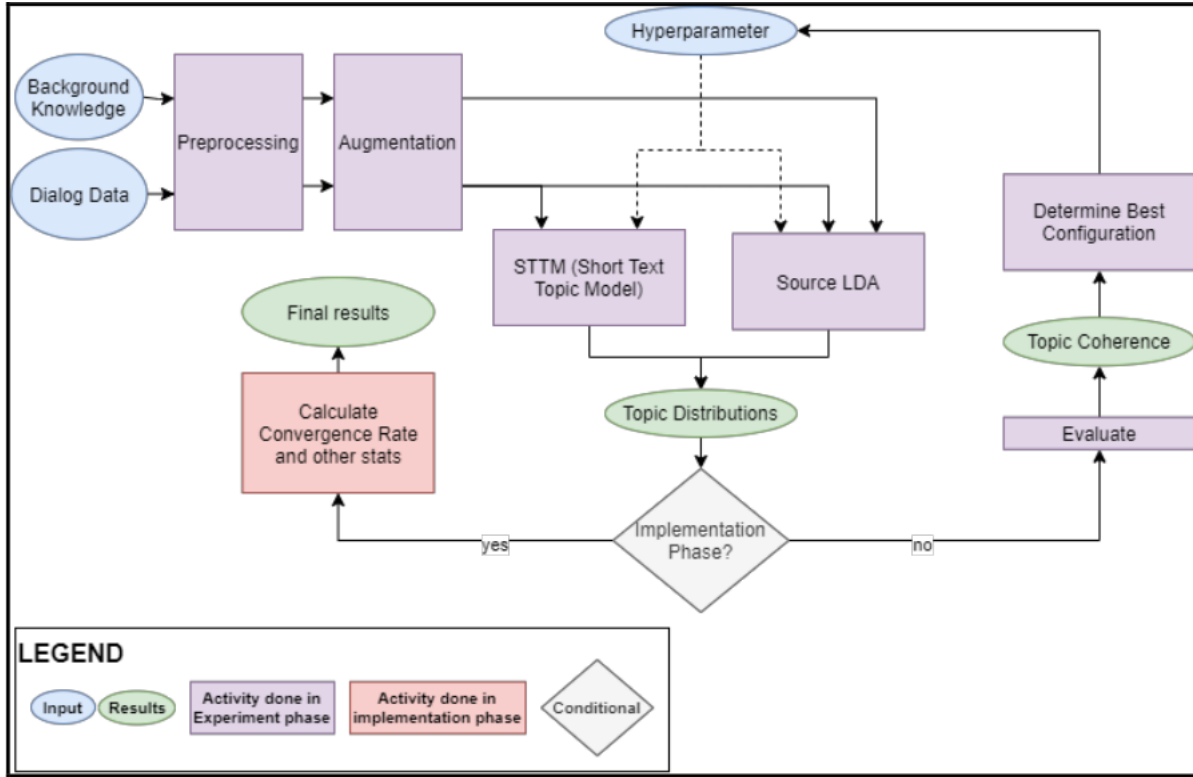 Hyperparameter
Background
Knowledge
Preprocessing
Augmentation
Dialog Data
Determine Best
Configuration
STTM (Short Text
Topic Model)
Source LDA
Final results
Topic Coherence
Calculate
Convergence Rate
and other stats
Topic Distributions
Evaluate
Implementation
Phase?
yes
no
LEGEND
Input
Results
Activity done in
Experiment phase
Activity done in
implementation phase
Conditional